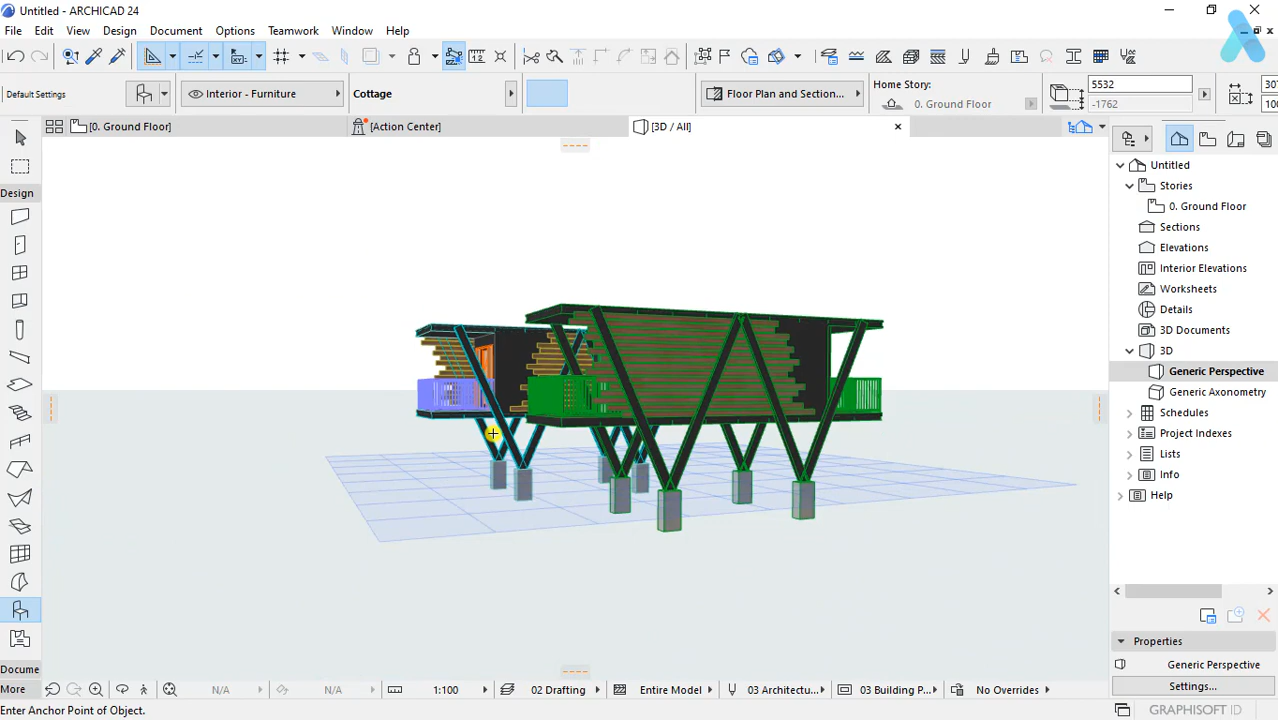 Untitled - ARCHICAD 24
File Edit View Design Document Options Teamwork Window Help
Default Settings
Interior - Furniture
Cottage
Floor Plan and Section...
Home Story:
0. Ground Floor
5532
-1762
[0. Ground Floor]
[Action Center]
[3D / All]
Design
Untitled
Stories
0. Ground Floor
Sections
Elevations
Interior Elevations
Worksheets
Details
3D Documents
3D
Generic Perspective
Generic Axonometry
Schedules
Project Indexes
Lists
Info
Help
Properties
Generic Perspective
Settings...
Docume
More
N/A
N/A
1:100
02 Drafting
Entire Model
03 Architectu...
03 Building P...
No Overrides
Enter Anchor Point of Object.
GRAPHISOFT ID